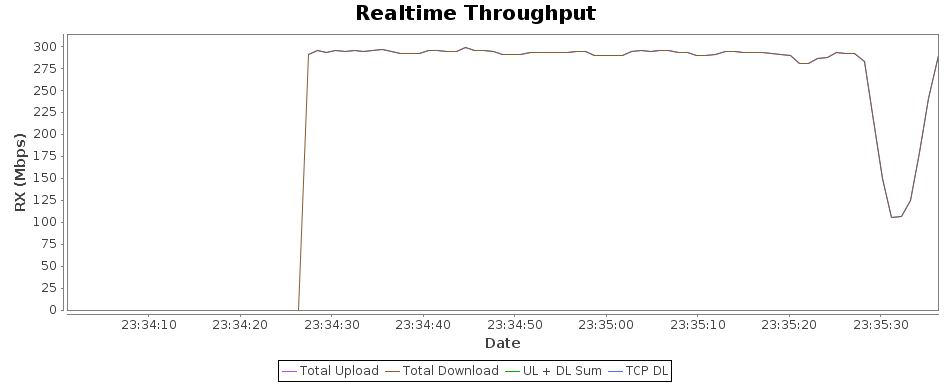 Realtime Throughput
RX (Mbps)
300
275
250
225
200
175
150
125
100
75
50
25
0
23:34:10 23:34:20 23:34:30 23:34:40 23:34:50 23:35:00 23:35:10 23:35:20 23:35:30
Date
Total Upload Total Download UL + DL Sum TCP DL